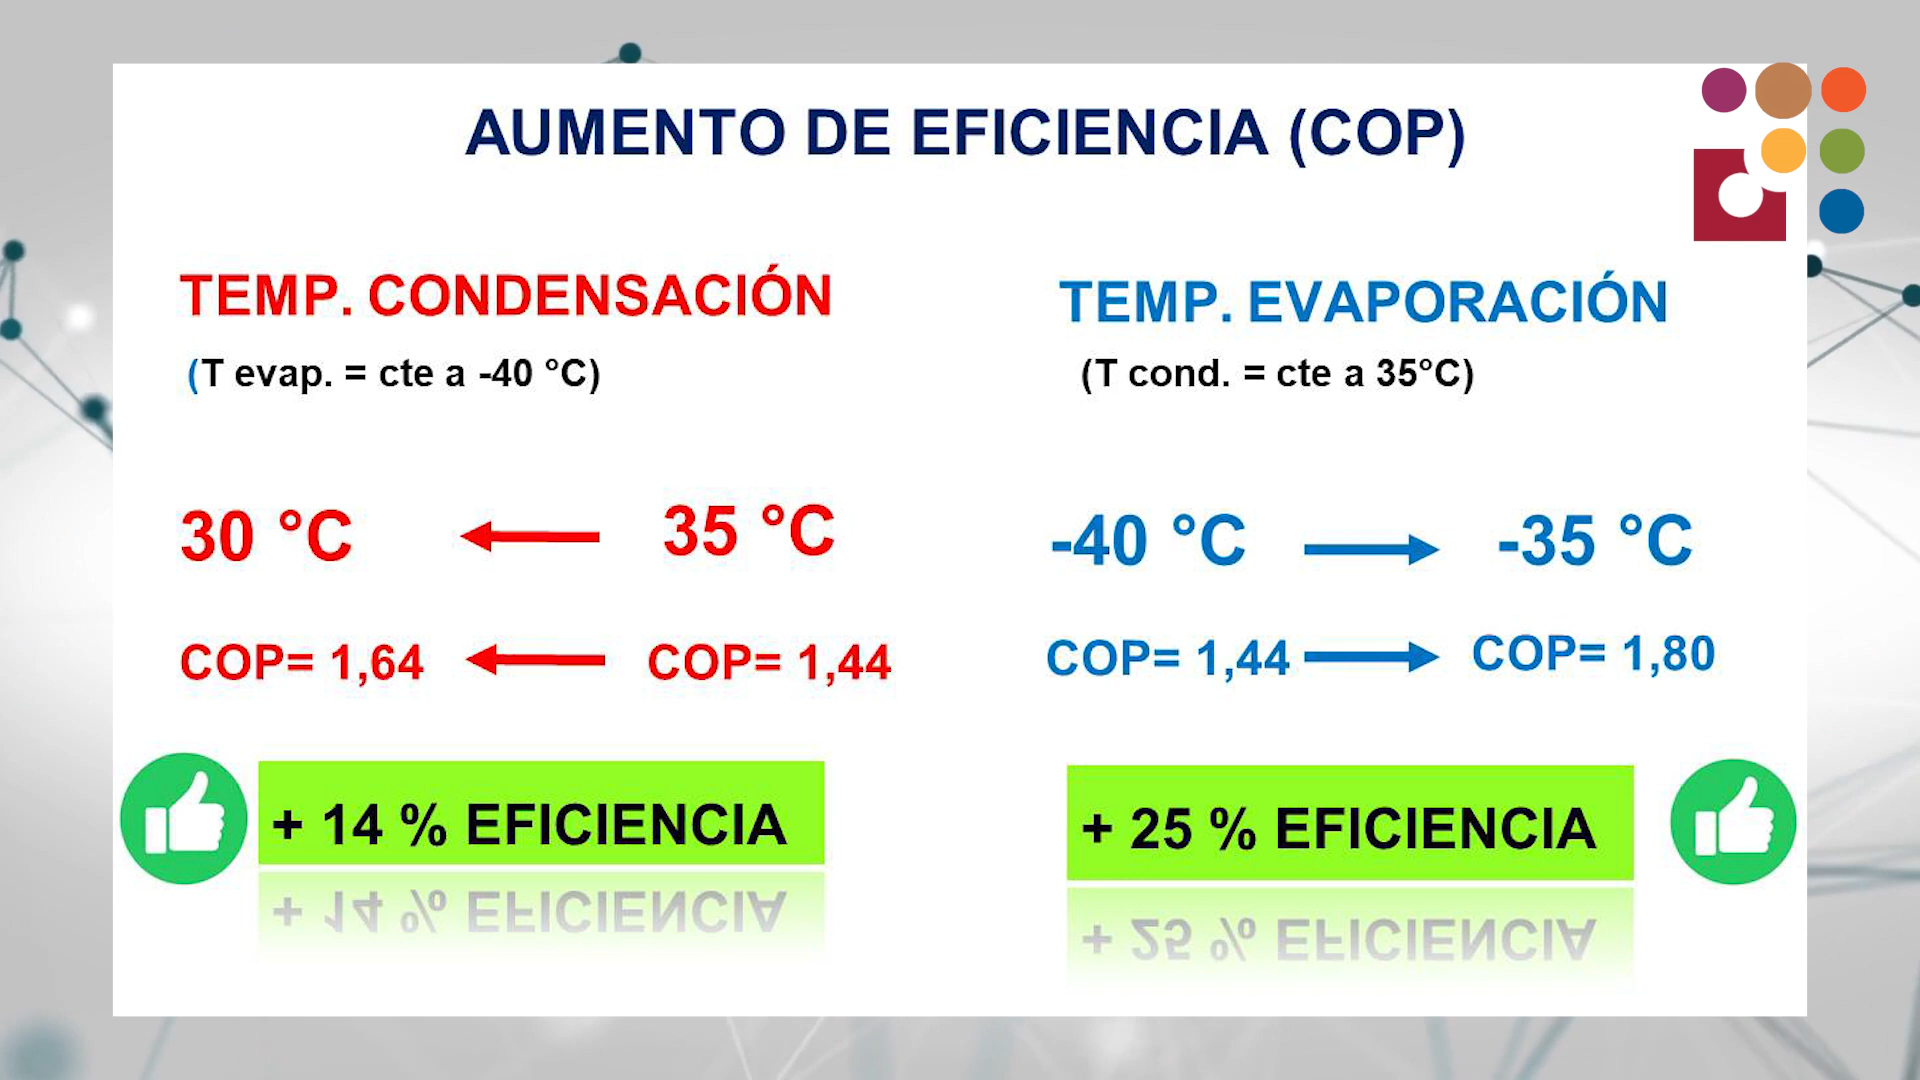 AUMENTO DE EFICIENCIA (COP)
TEMP. CONDENSACIÓN
(T evap. = cte a -40 °C)
30 °C
35 °C
COP= 1,64
COP= 1,44
+ 14 % EFICIENCIA
TEMP. EVAPORACIÓN
(T cond. = cte a 35°C)
-40 °C
-35 °C
COP= 1,44
COP= 1,80
+ 25 % EFICIENCIA